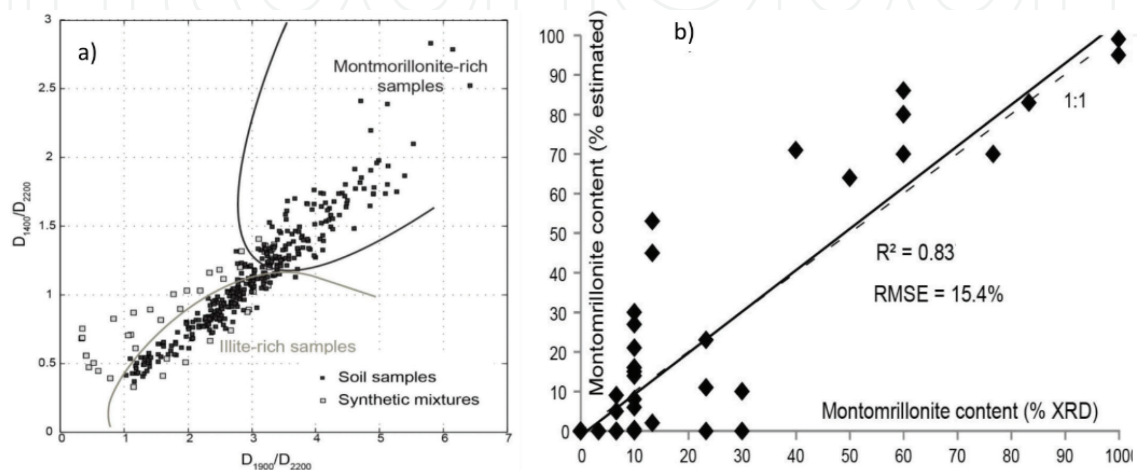 a)
3
2.5
2
1.5
1
0.5
0
D1400/D2200
Montmorillonite-rich
samples
Illite-rich samples
Soil samples
Synthetic mixtures
0 1 2 3 4 5 6 7
D1900/D2200
b)
Montomrillonite content (% estimated)
100
90
80
70
60
50
40
30
20
10
0
1:1
R² = 0.83
RMSE = 15.4%
Montomrillonite content (% XRD)
0 10 20 30 40 50 60 70 80 90 100